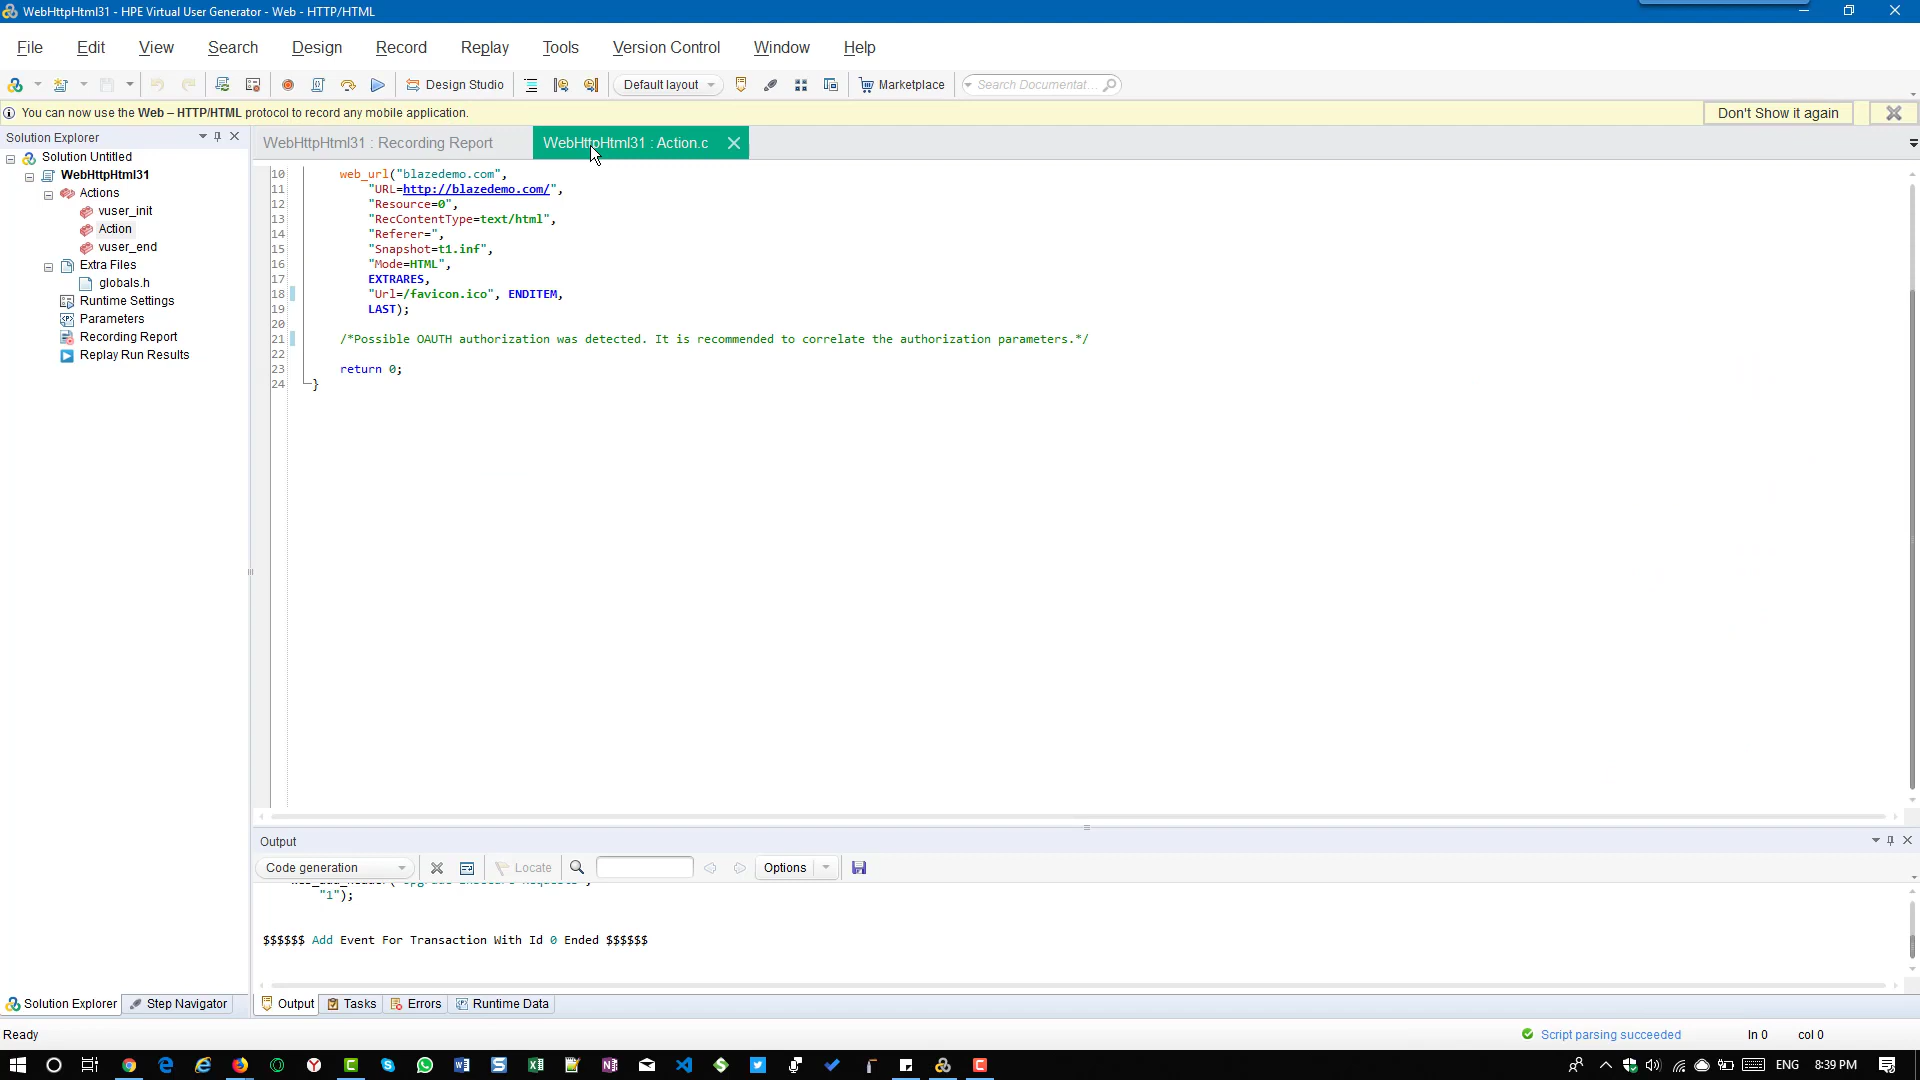 WebHttpHtml31 - HPE Virtual User Generator - Web - HTTP/HTML
File Edit View Search Design Record Replay Tools Version Control Window Help
Design Studio Default layout Marketplace Search Documentat...
You can now use the Web – HTTP/HTML protocol to record any mobile application. Don't Show it again
Solution Explorer
WebHttpHtml31 : Recording Report
WebHttpHtml31 : Action.c
Solution Untitled
WebHttpHtml31
Actions
vuser_init
Action
vuser_end
Extra Files
globals.h
Runtime Settings
Parameters
Recording Report
Replay Run Results
10 web_url("blazedemo.com",
11 "URL=http://blazedemo.com/",
12 "Resource=0",
13 "RecContentType=text/html",
14 "Referer=",
15 "Snapshot=t1.inf",
16 "Mode=HTML",
17 EXTRARES,
18 "Url=/favicon.ico", ENDITEM,
19 LAST);
20
21 /*Possible OAUTH authorization was detected. It is recommended to correlate the authorization parameters.*/
22
23 return 0;
24 }
Output
Code generation Locate Options
"1");
$$$$$$ Add Event For Transaction With Id 0 Ended $$$$$$
Solution Explorer Step Navigator
Output Tasks Errors Runtime Data
Ready Script parsing succeeded ln 0 col 0
ENG 8:39 PM